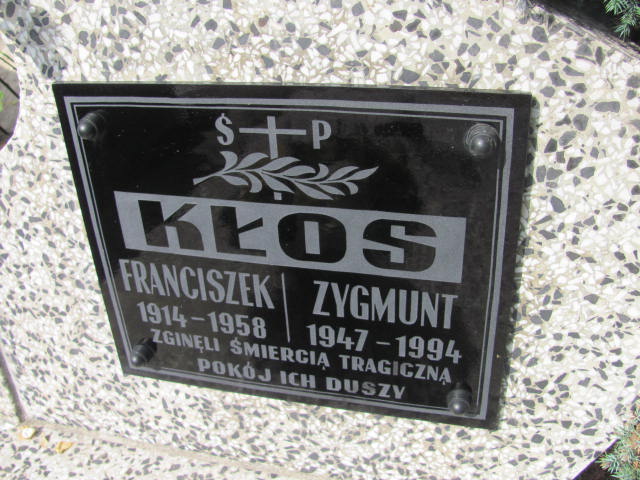 Ś P
KŁOS
FRANCISZEK ZYGMUNT
1914-1958 1947-1994
ZGINĘLI ŚMIERCIĄ TRAGICZNĄ
POKÓJ ICH DUSZY